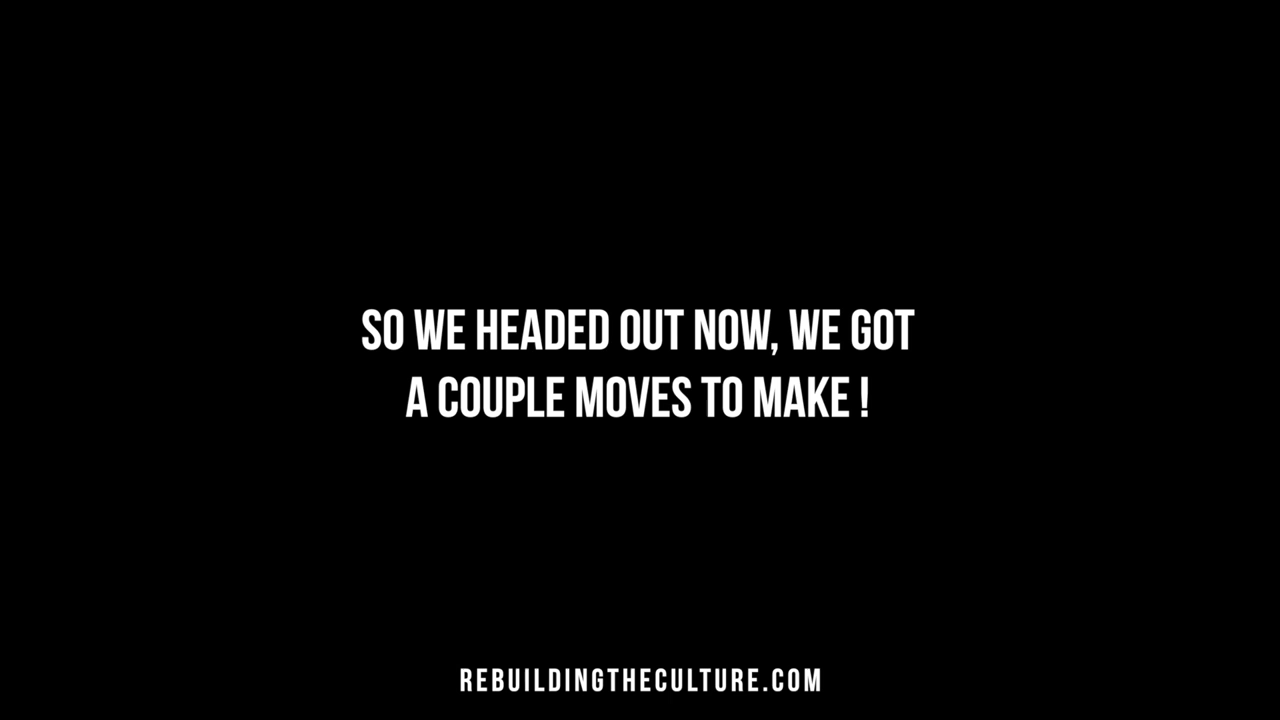 SO WE HEADED OUT NOW, WE GOT
A COUPLE MOVES TO MAKE !
REBUILDINGTHECULTURE.COM